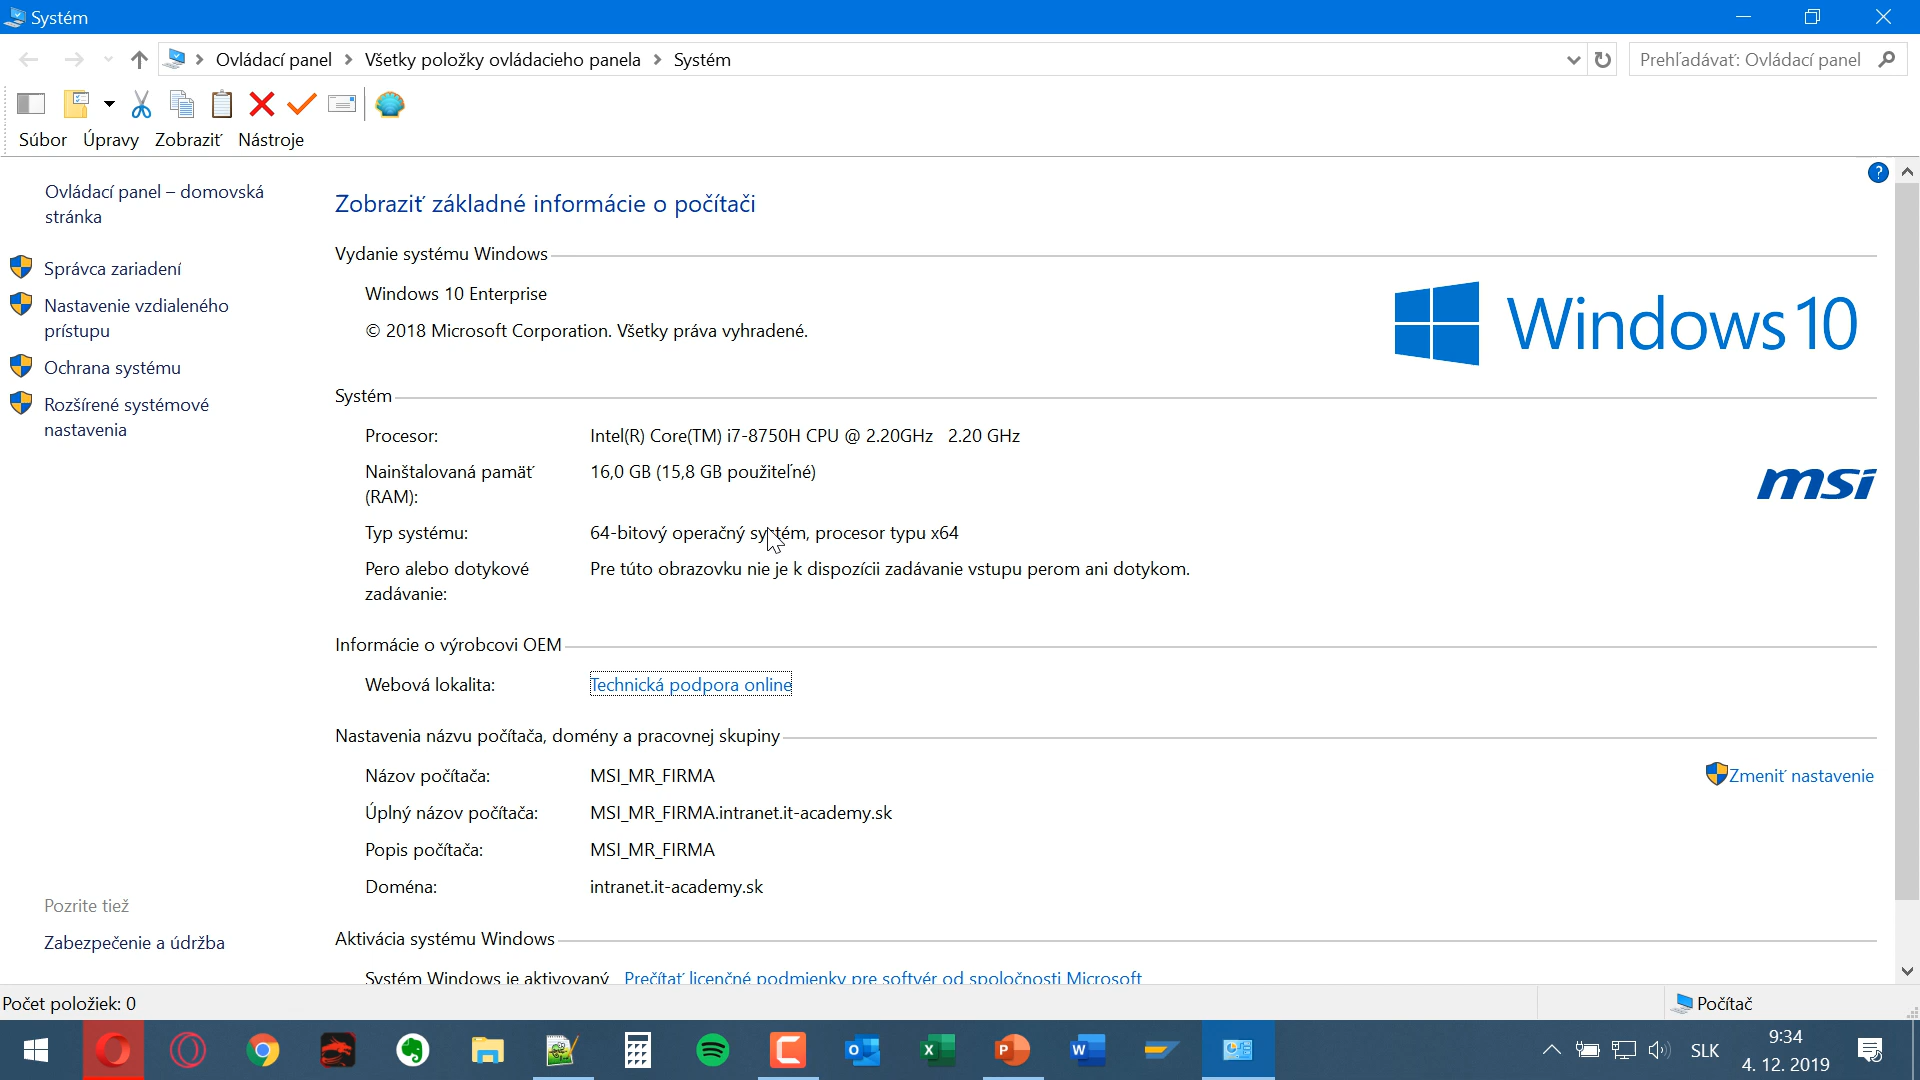 Systém
Ovládací panel
Všetky položky ovládacieho panela
Systém
Prehľadávať: Ovládací panel
Súbor
Úpravy
Zobraziť
Nástroje
Ovládací panel – domovská
stránka
Správca zariadení
Nastavenie vzdialeného
prístupu
Ochrana systému
Rozšírené systémové
nastavenia
Zobraziť základné informácie o počítači
Vydanie systému Windows
Windows 10 Enterprise
© 2018 Microsoft Corporation. Všetky práva vyhradené.
Windows 10
Systém
Procesor:
Intel(R) Core(TM) i7-8750H CPU @ 2.20GHz 2.20 GHz
Nainštalovaná pamäť
(RAM):
16,0 GB (15,8 GB použiteľné)
msi
Typ systému:
64-bitový operačný systém, procesor typu x64
Pero alebo dotykové
zadávanie:
Pre túto obrazovku nie je k dispozícii zadávanie vstupu perom ani dotykom.
Informácie o výrobcovi OEM
Webová lokalita:
Technická podpora online
Nastavenia názvu počítača, domény a pracovnej skupiny
Názov počítača:
MSI_MR_FIRMA
Zmeniť nastavenie
Úplný názov počítača:
MSI_MR_FIRMA.intranet.it-academy.sk
Popis počítača:
MSI_MR_FIRMA
Doména:
intranet.it-academy.sk
Pozrite tiež
Zabezpečenie a údržba
Aktivácia systému Windows
Systém Windows je aktivovaný
Prečítať licenčné podmienky pre softvér od spoločnosti Microsoft
Počet položiek: 0
Počítač
SLK
9:34
4. 12. 2019